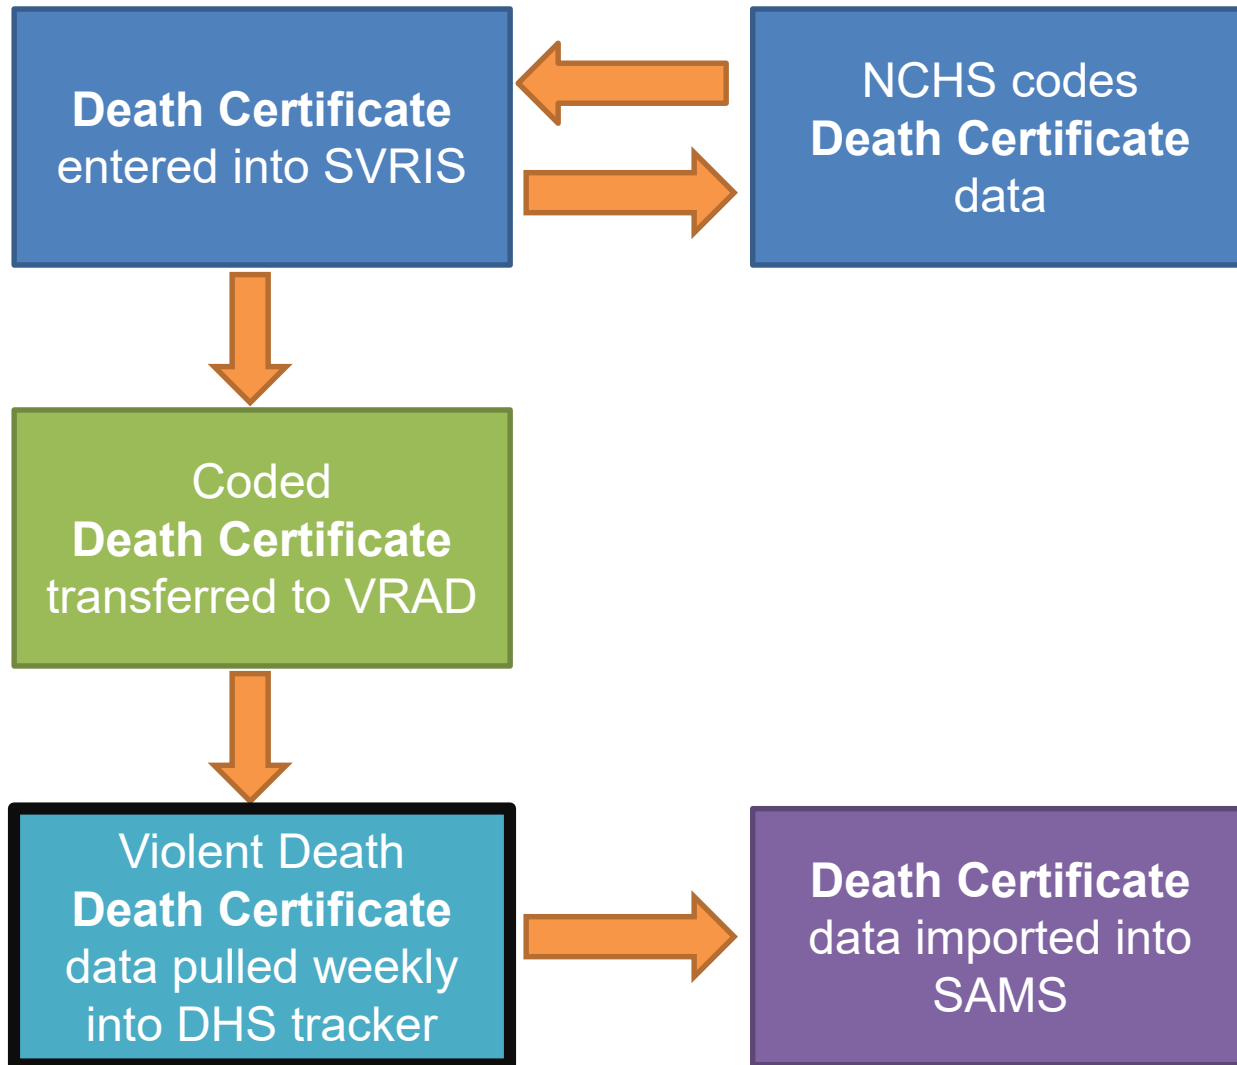 Death Certificate
entered into SVRIS
NCHS codes
Death Certificate
data
Coded
Death Certificate
transferred to VRAD
Violent Death
Death Certificate
data pulled weekly
into DHS tracker
Death Certificate
data imported into
SAMS